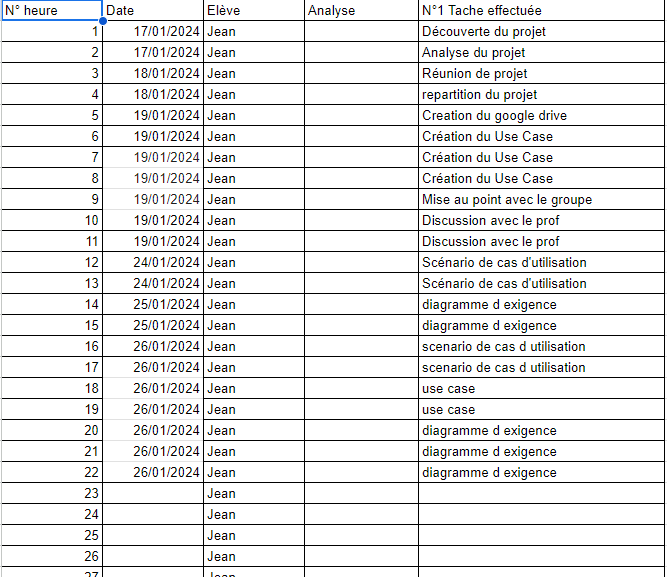 N° heure Date Elève Analyse N°1 Tache effectuée
1 17/01/2024 Jean Découverte du projet
2 17/01/2024 Jean Analyse du projet
3 18/01/2024 Jean Réunion de projet
4 18/01/2024 Jean repartition du projet
5 19/01/2024 Jean Creation du google drive
6 19/01/2024 Jean Création du Use Case
7 19/01/2024 Jean Création du Use Case
8 19/01/2024 Jean Création du Use Case
9 19/01/2024 Jean Mise au point avec le groupe
10 19/01/2024 Jean Discussion avec le prof
11 19/01/2024 Jean Discussion avec le prof
12 24/01/2024 Jean Scénario de cas d'utilisation
13 24/01/2024 Jean Scénario de cas d'utilisation
14 25/01/2024 Jean diagramme d exigence
15 25/01/2024 Jean diagramme d exigence
16 26/01/2024 Jean scenario de cas d utilisation
17 26/01/2024 Jean scenario de cas d utilisation
18 26/01/2024 Jean use case
19 26/01/2024 Jean use case
20 26/01/2024 Jean diagramme d exigence
21 26/01/2024 Jean diagramme d exigence
22 26/01/2024 Jean diagramme d exigence
23 Jean
24 Jean
25 Jean
26 Jean
27 Jean